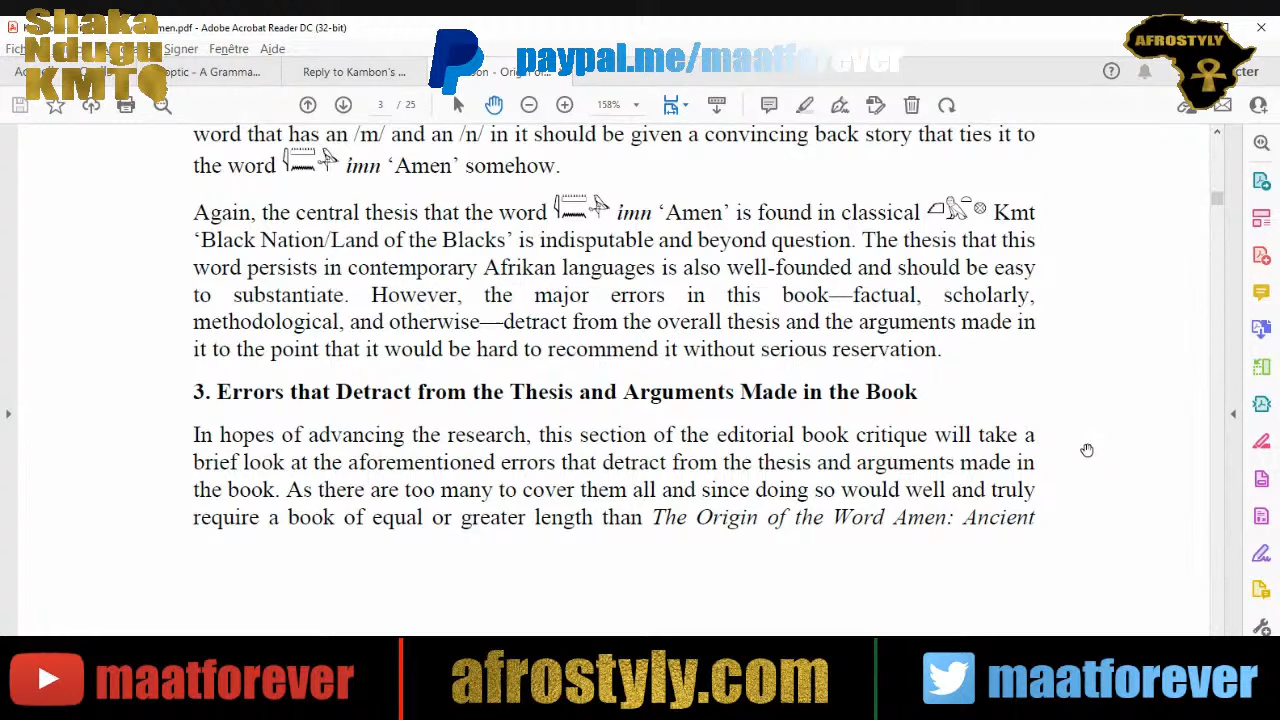 Shaka
Ndugu
KMT
men.pdf - Adobe Acrobat Reader DC (32-bit)
Signer Fenêtre Aide
optic - A Gramma...
Reply to Kambon's ...
paypal.me/maatforever
AFROSTYLY
3 / 25
158%
word that has an /m/ and an /n/ in it should be given a convincing back story that ties it to
the word imn ‘Amen’ somehow.
Again, the central thesis that the word imn ‘Amen’ is found in classical Kmt
‘Black Nation/Land of the Blacks’ is indisputable and beyond question. The thesis that this
word persists in contemporary Afrikan languages is also well-founded and should be easy
to substantiate. However, the major errors in this book—factual, scholarly,
methodological, and otherwise—detract from the overall thesis and the arguments made in
it to the point that it would be hard to recommend it without serious reservation.
3. Errors that Detract from the Thesis and Arguments Made in the Book
In hopes of advancing the research, this section of the editorial book critique will take a
brief look at the aforementioned errors that detract from the thesis and arguments made in
the book. As there are too many to cover them all and since doing so would well and truly
require a book of equal or greater length than The Origin of the Word Amen: Ancient
maatforever
afrostyly.com
maatforever